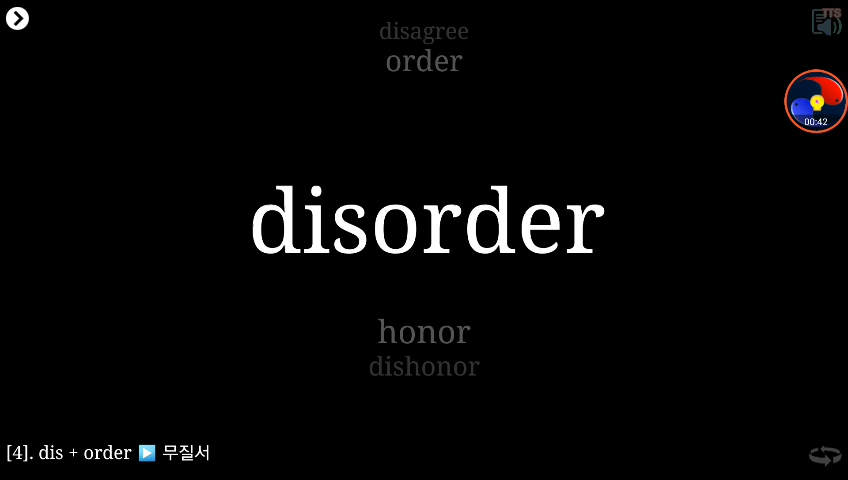 disagree
TTS
order
00:42
disorder
honor
dishonor
[4]. dis + order ▶ 무질서